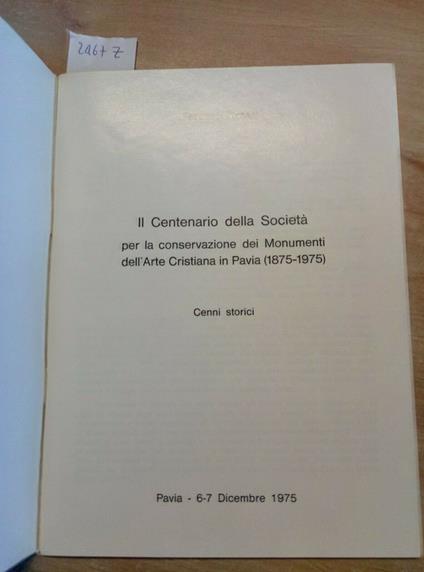 2967 Z
Il Centenario della Società
per la conservazione dei Monumenti
dell'Arte Cristiana in Pavia (1875-1975)
Cenni storici
Pavia - 6-7 Dicembre 1975